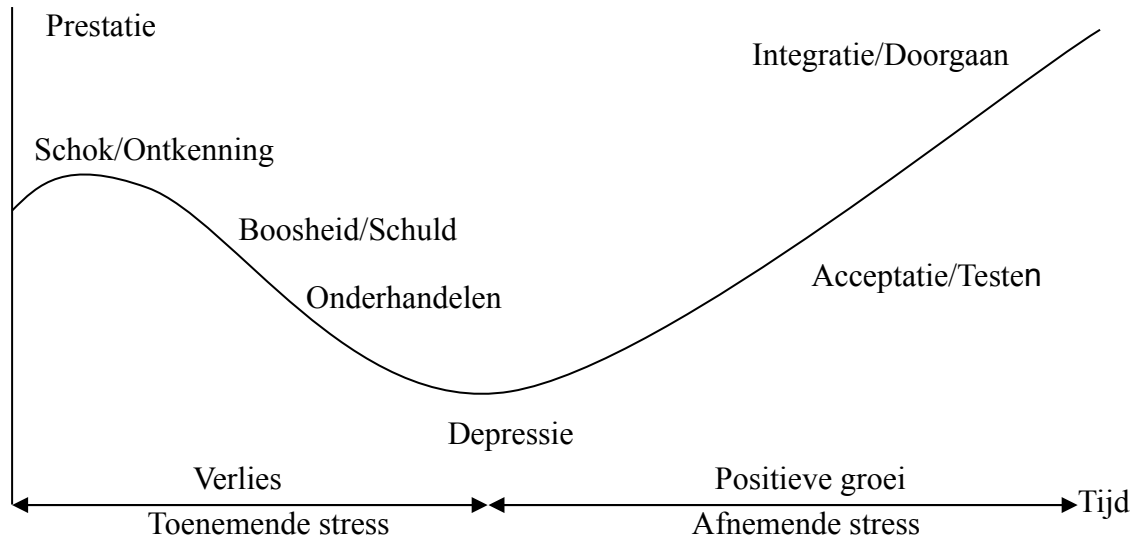 Prestatie
Integratie/Doorgaan
Schok/Ontkenning
Boosheid/Schuld
Acceptatie/Testen
Onderhandelen
Depressie
Verlies
Positieve groei
Tijd
Toenemende stress
Afnemende stress